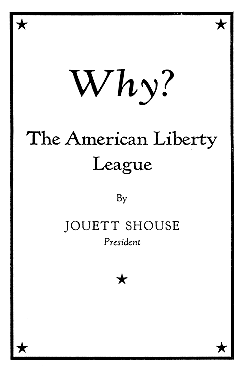 Why?
The American Liberty
League
By
JOUETT SHOUSE
President